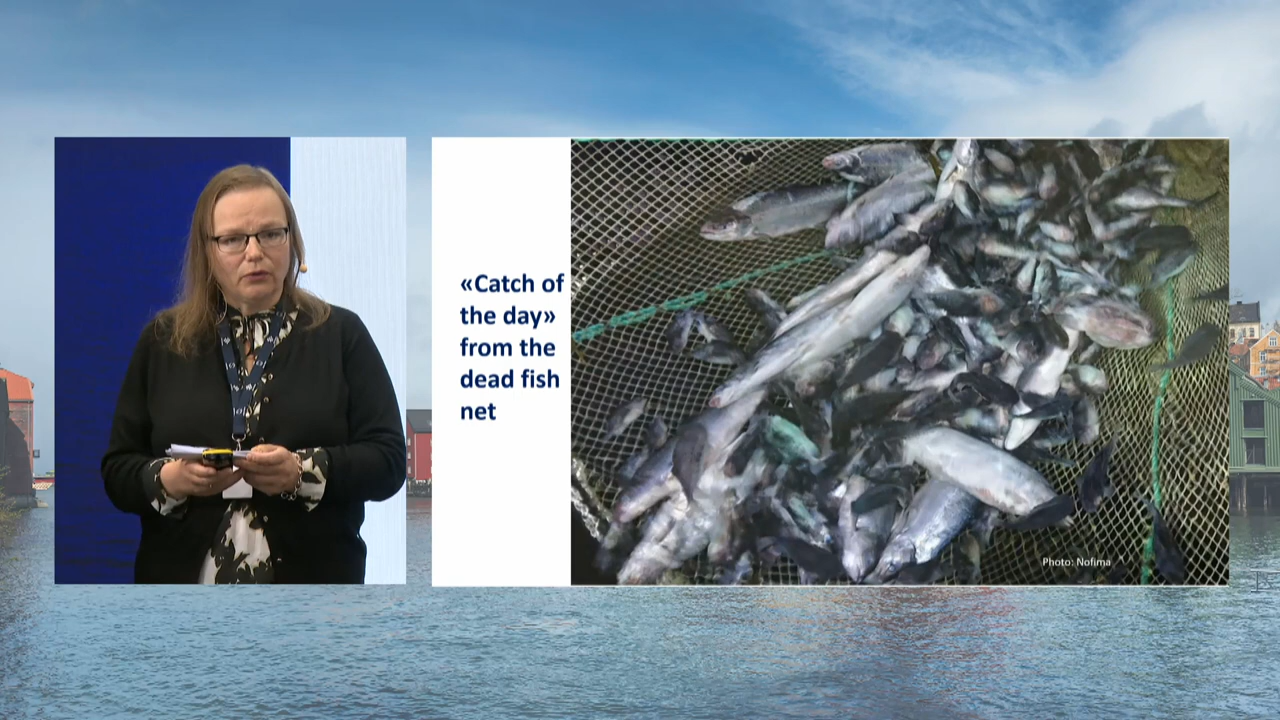 «Catch of
the day»
from the
dead fish
net
Photo: Nofima